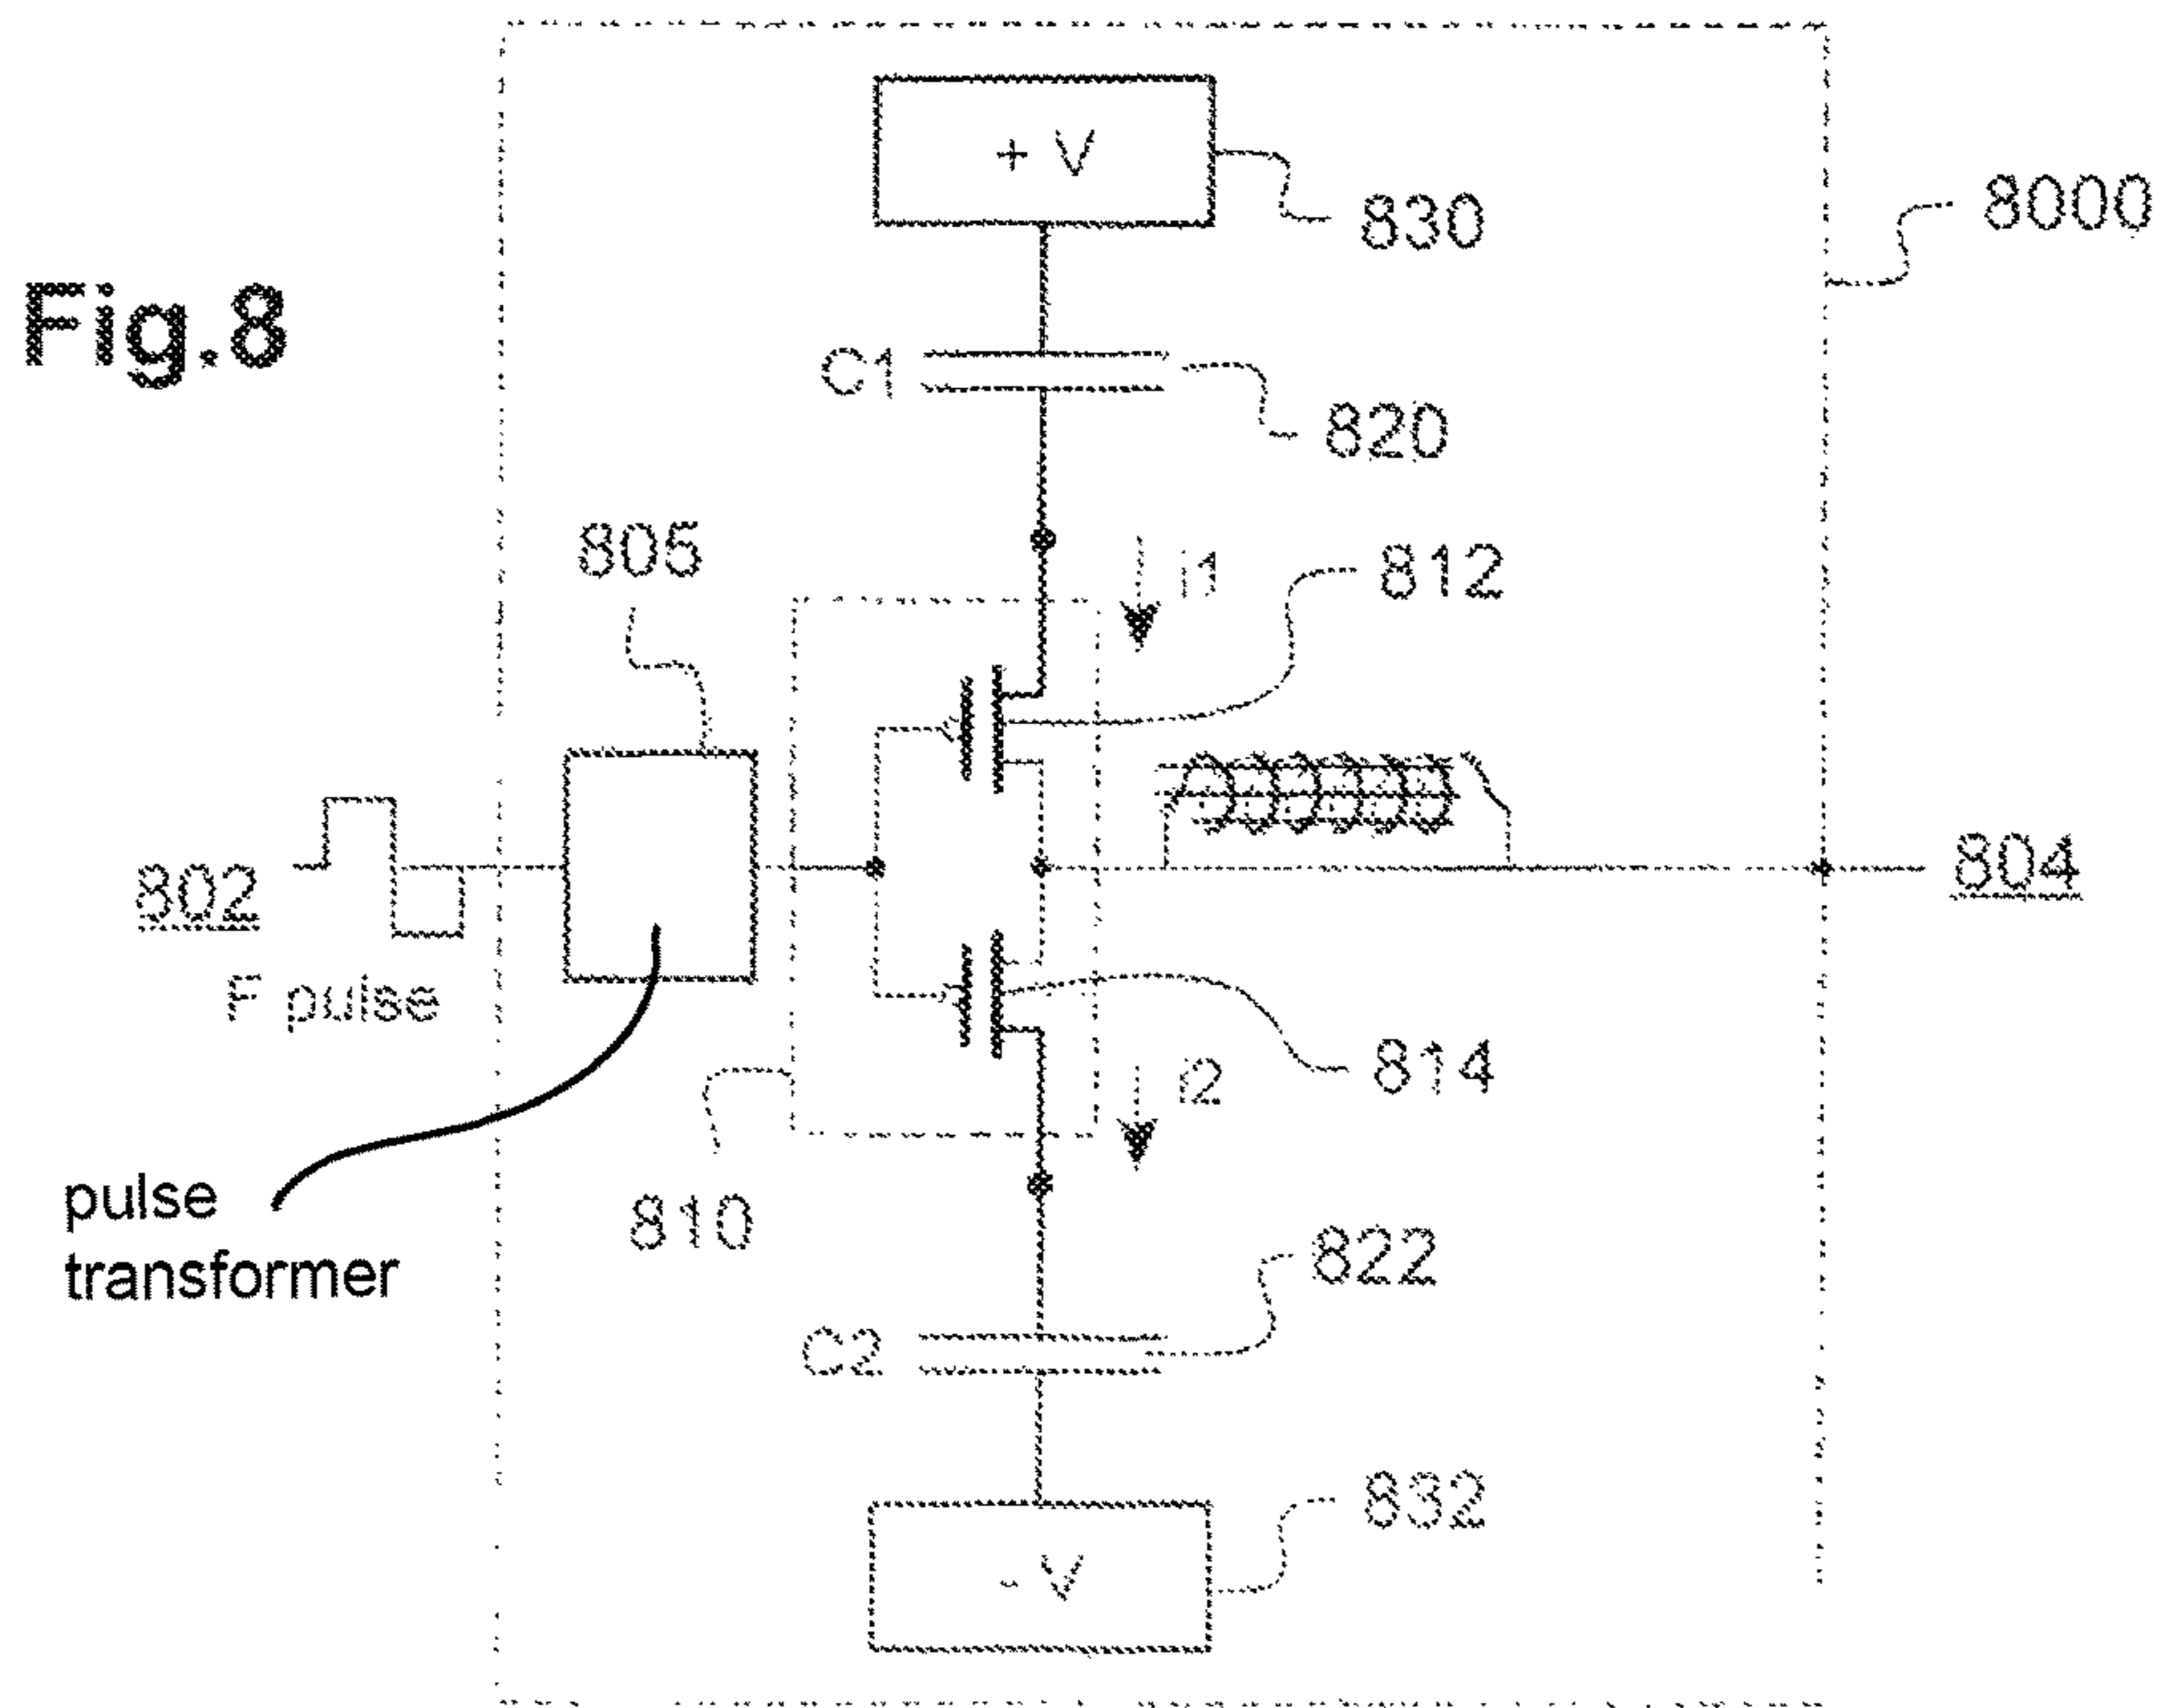 + V
830
8000
Fig.8
C1
820
805
i1
812
802
804
F pulse
i2
814
pulse
transformer
810
822
C2
832
- V